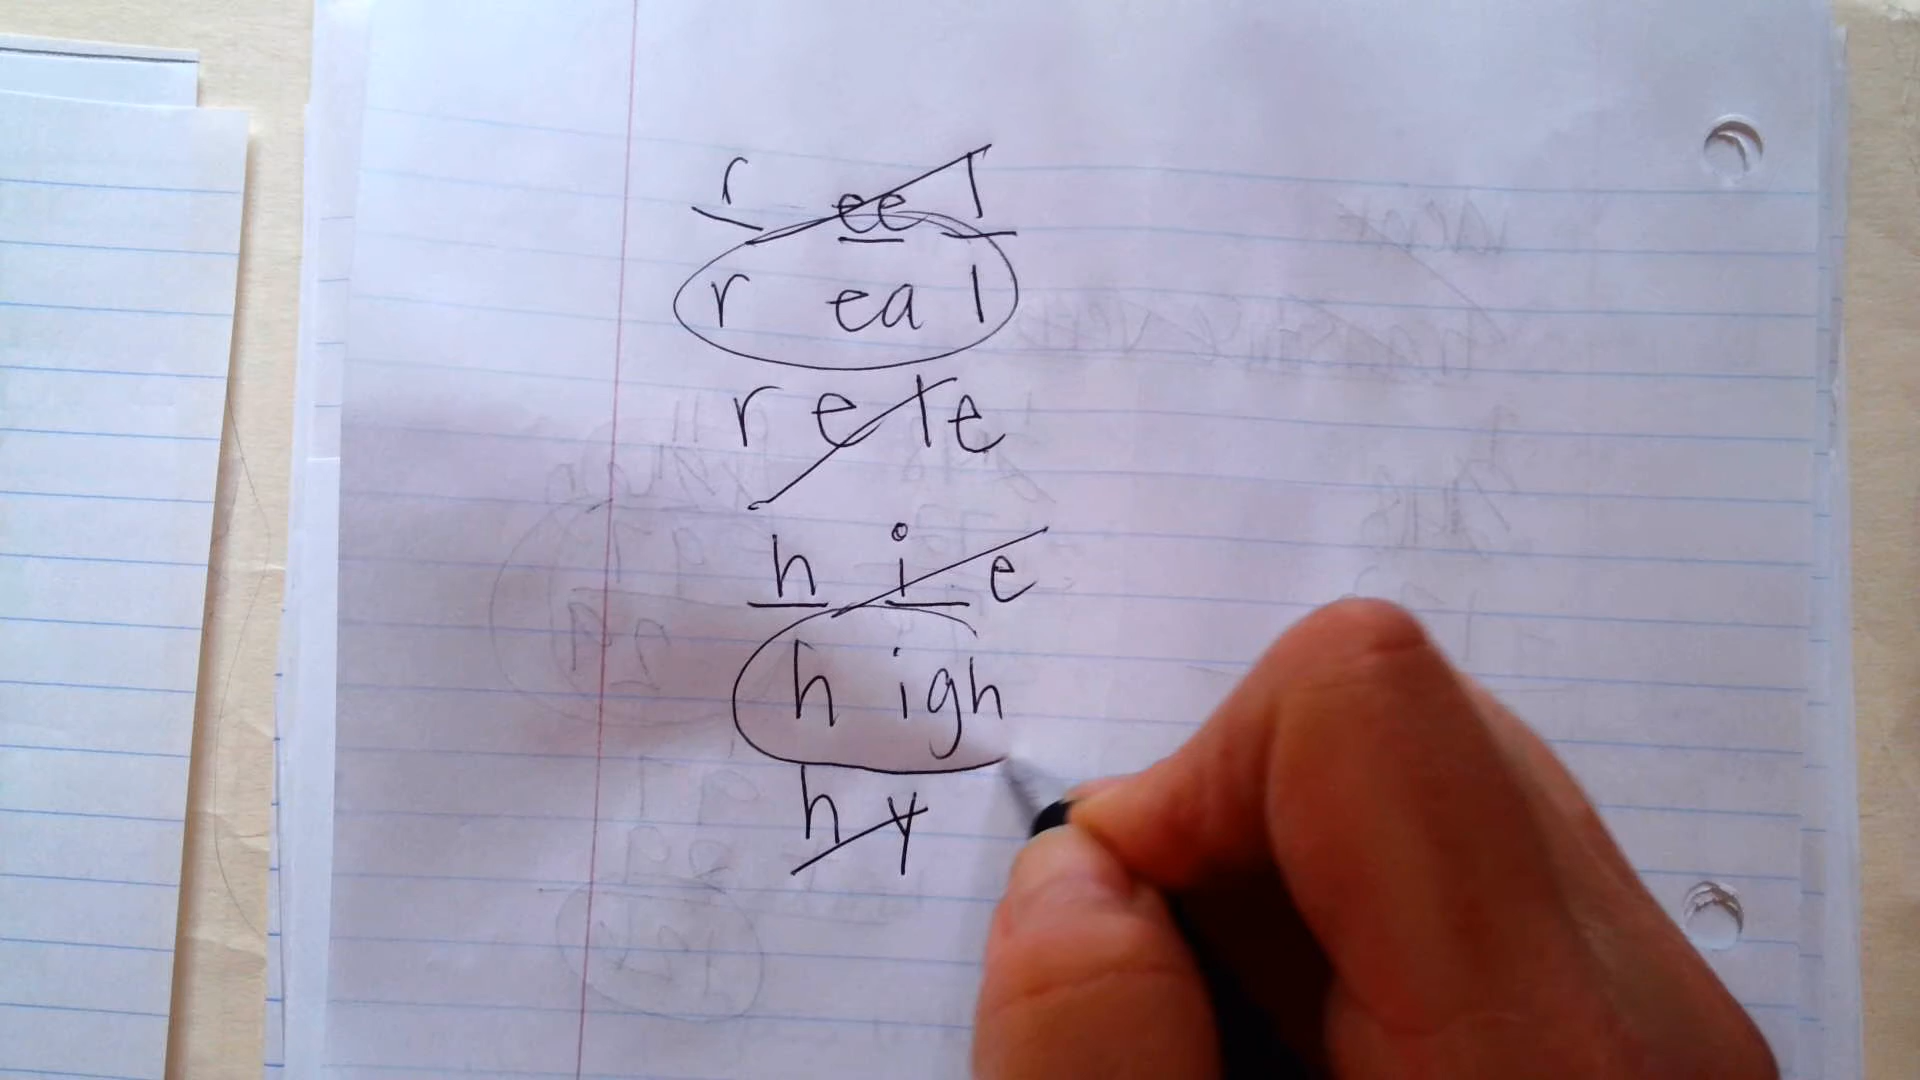 r ee l
r ea l
r e l e
h i e
h igh
h y